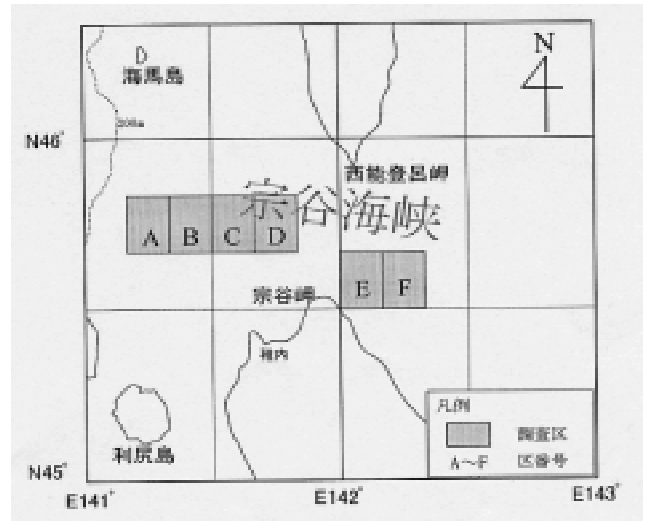 N
海馬島
200m
N46°
西能登呂岬
宗谷海峡
A B C D
E F
宗谷岬
稚内
利尻島
凡例
調査区
A～F 区番号
N45°
E141° E142° E143°